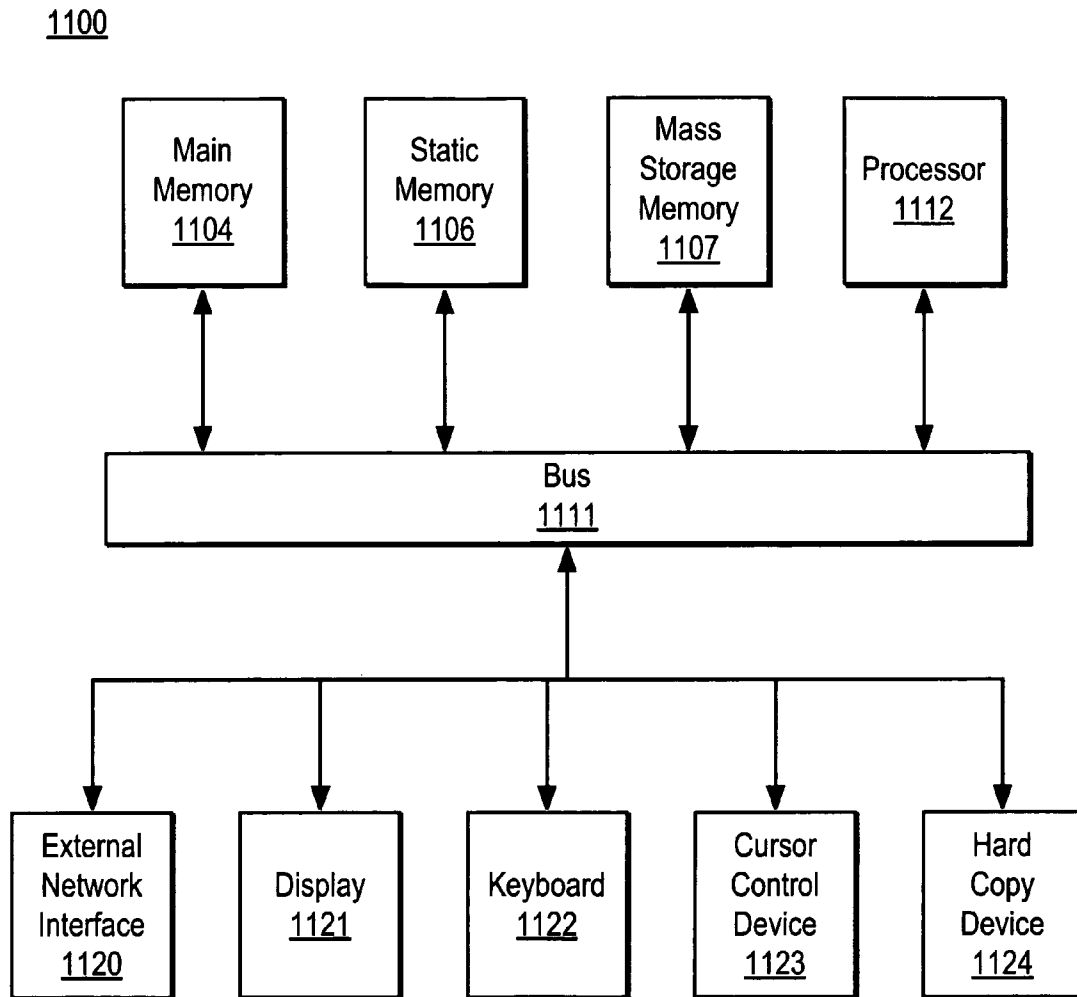 1100
Main
Memory
1104
Static
Memory
1106
Mass
Storage
Memory
1107
Processor
1112
Bus
1111
External
Network
Interface
1120
Display
1121
Keyboard
1122
Cursor
Control
Device
1123
Hard
Copy
Device
1124